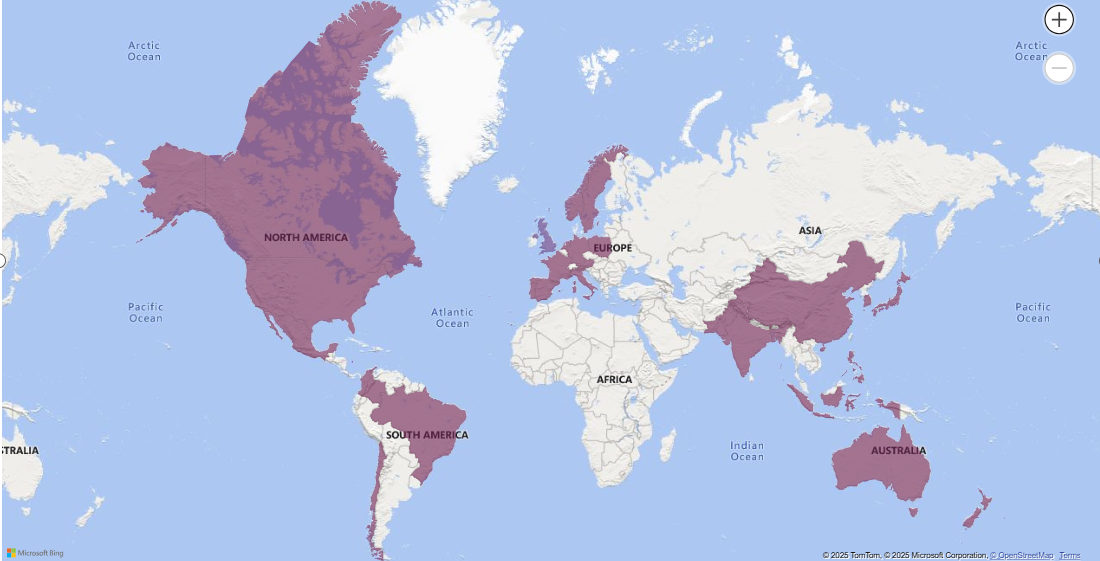 Arctic
Ocean
Arctic
Ocean
NORTH AMERICA
EUROPE
ASIA
Pacific
Ocean
Atlantic
Ocean
Pacific
Ocean
AFRICA
SOUTH AMERICA
Indian
Ocean
STRALIA
AUSTRALIA
Microsoft Bing
© 2025 TomTom, © 2025 Microsoft Corporation, © OpenStreetMap Terms